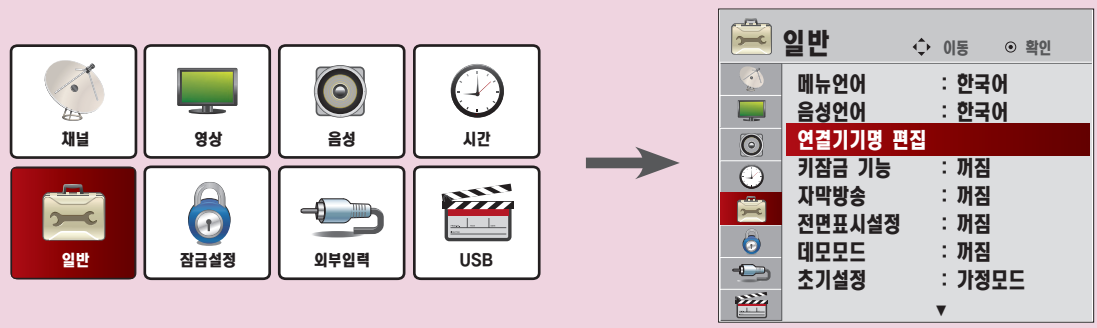 채널 영상 음성 시간
일반 잠금설정 외부입력 USB
일반 이동 확인
메뉴언어 : 한국어
음성언어 : 한국어
연결기기명 편집
키잠금 기능 : 꺼짐
자막방송 : 꺼짐
전면표시설정 : 꺼짐
데모모드 : 꺼짐
초기설정 : 가정모드